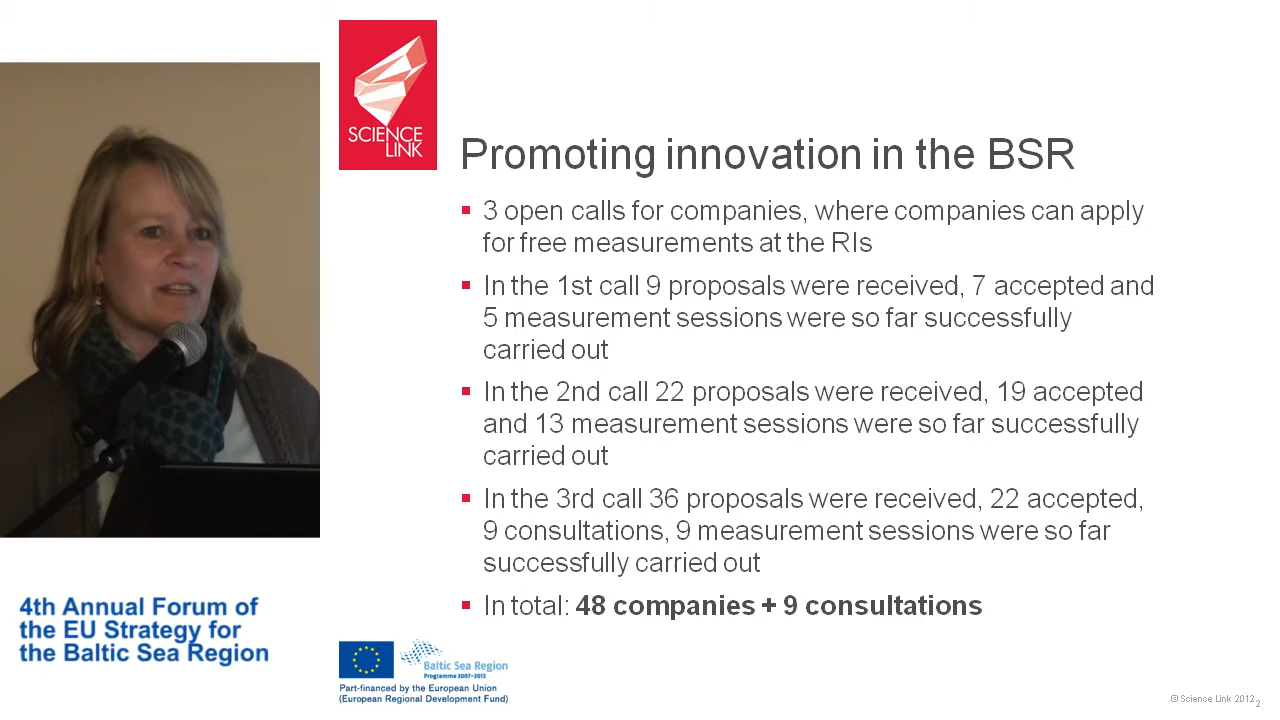 SCIENCE
LINK
Promoting innovation in the BSR
▪ 3 open calls for companies, where companies can apply
for free measurements at the RIs
▪ In the 1st call 9 proposals were received, 7 accepted and
5 measurement sessions were so far successfully
carried out
▪ In the 2nd call 22 proposals were received, 19 accepted
and 13 measurement sessions were so far successfully
carried out
▪ In the 3rd call 36 proposals were received, 22 accepted,
9 consultations, 9 measurement sessions were so far
successfully carried out
▪ In total: 48 companies + 9 consultations
4th Annual Forum of
the EU Strategy for
the Baltic Sea Region
Baltic Sea Region
Programme 2007-2013
Part-financed by the European Union
(European Regional Development Fund)
© Science Link 2012
2